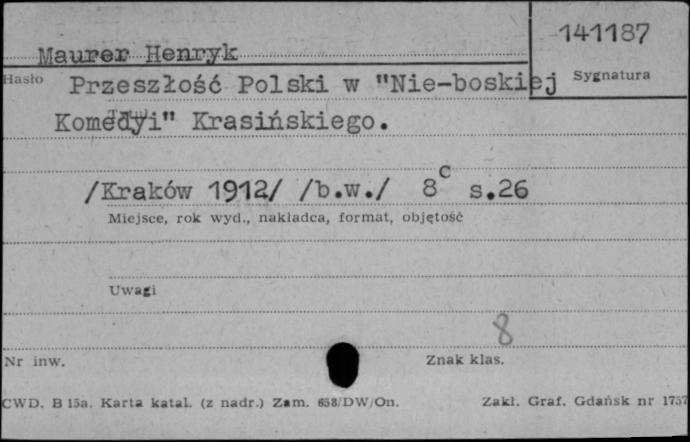 141187
Maurer Henryk
Hasło Przeszłość Polski w "Nie-boskiej Sygnatura
Komedyi" Krasińskiego.
/Kraków 1912/ /b.w./ 8c s.26
Miejsce, rok wyd., nakładca, format, objętość
Uwagi
8
Nr inw. Znak klas.
CWD. B 15a. Karta katal. (z nadr.) Zam. 658/DW/On. Zakł. Graf. Gdańsk nr 1757